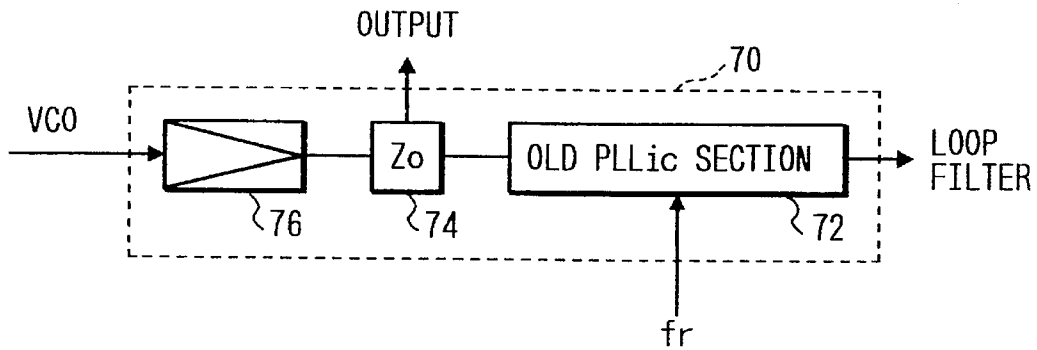 OUTPUT
70
VCO
Zo
OLD PLLic SECTION
LOOP
FILTER
76
74
72
fr